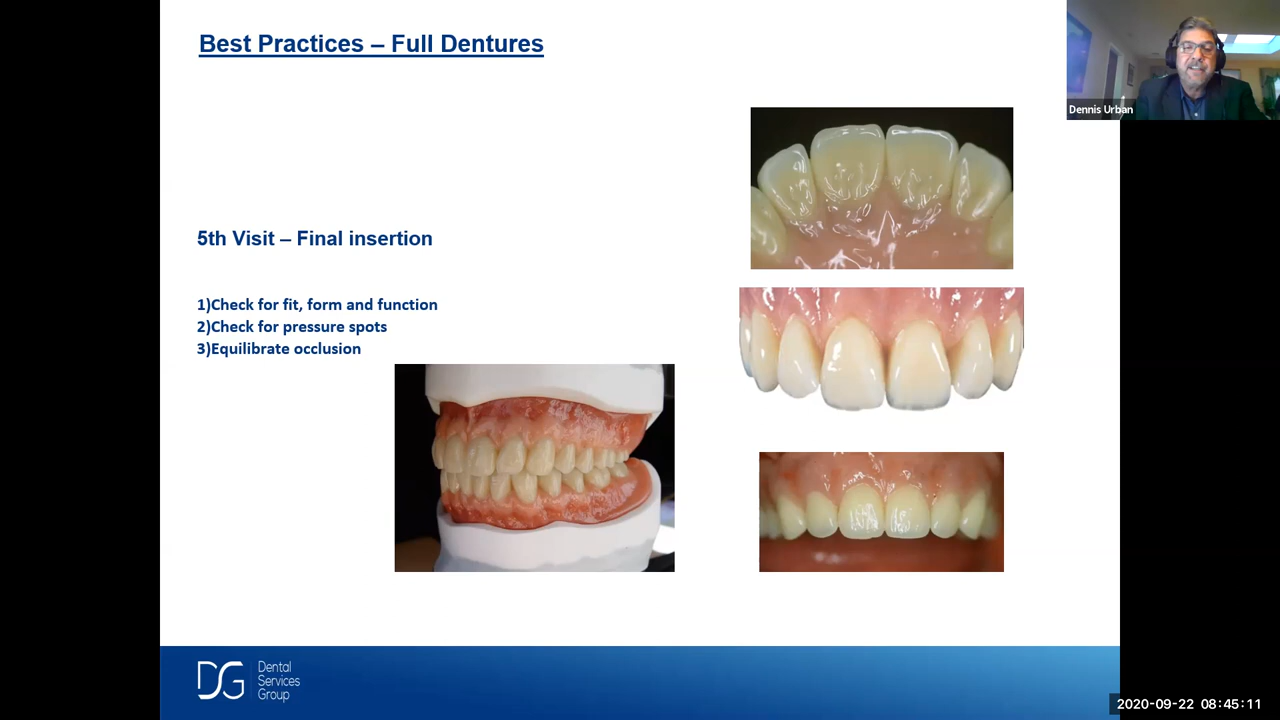 Best Practices – Full Dentures
Dennis Urban
5th Visit – Final insertion
1)Check for fit, form and function
2)Check for pressure spots
3)Equilibrate occlusion
DSG
Dental
Services
Group
2020-09-22 08:45:11